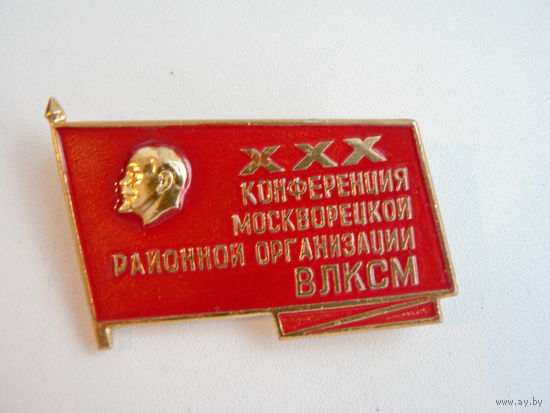 XXX
КОНФЕРЕНЦИЯ
МОСКВОРЕЦКОЙ
РАЙОННОЙ ОРГАНИЗАЦИИ
ВЛКСМ
www.ay.by